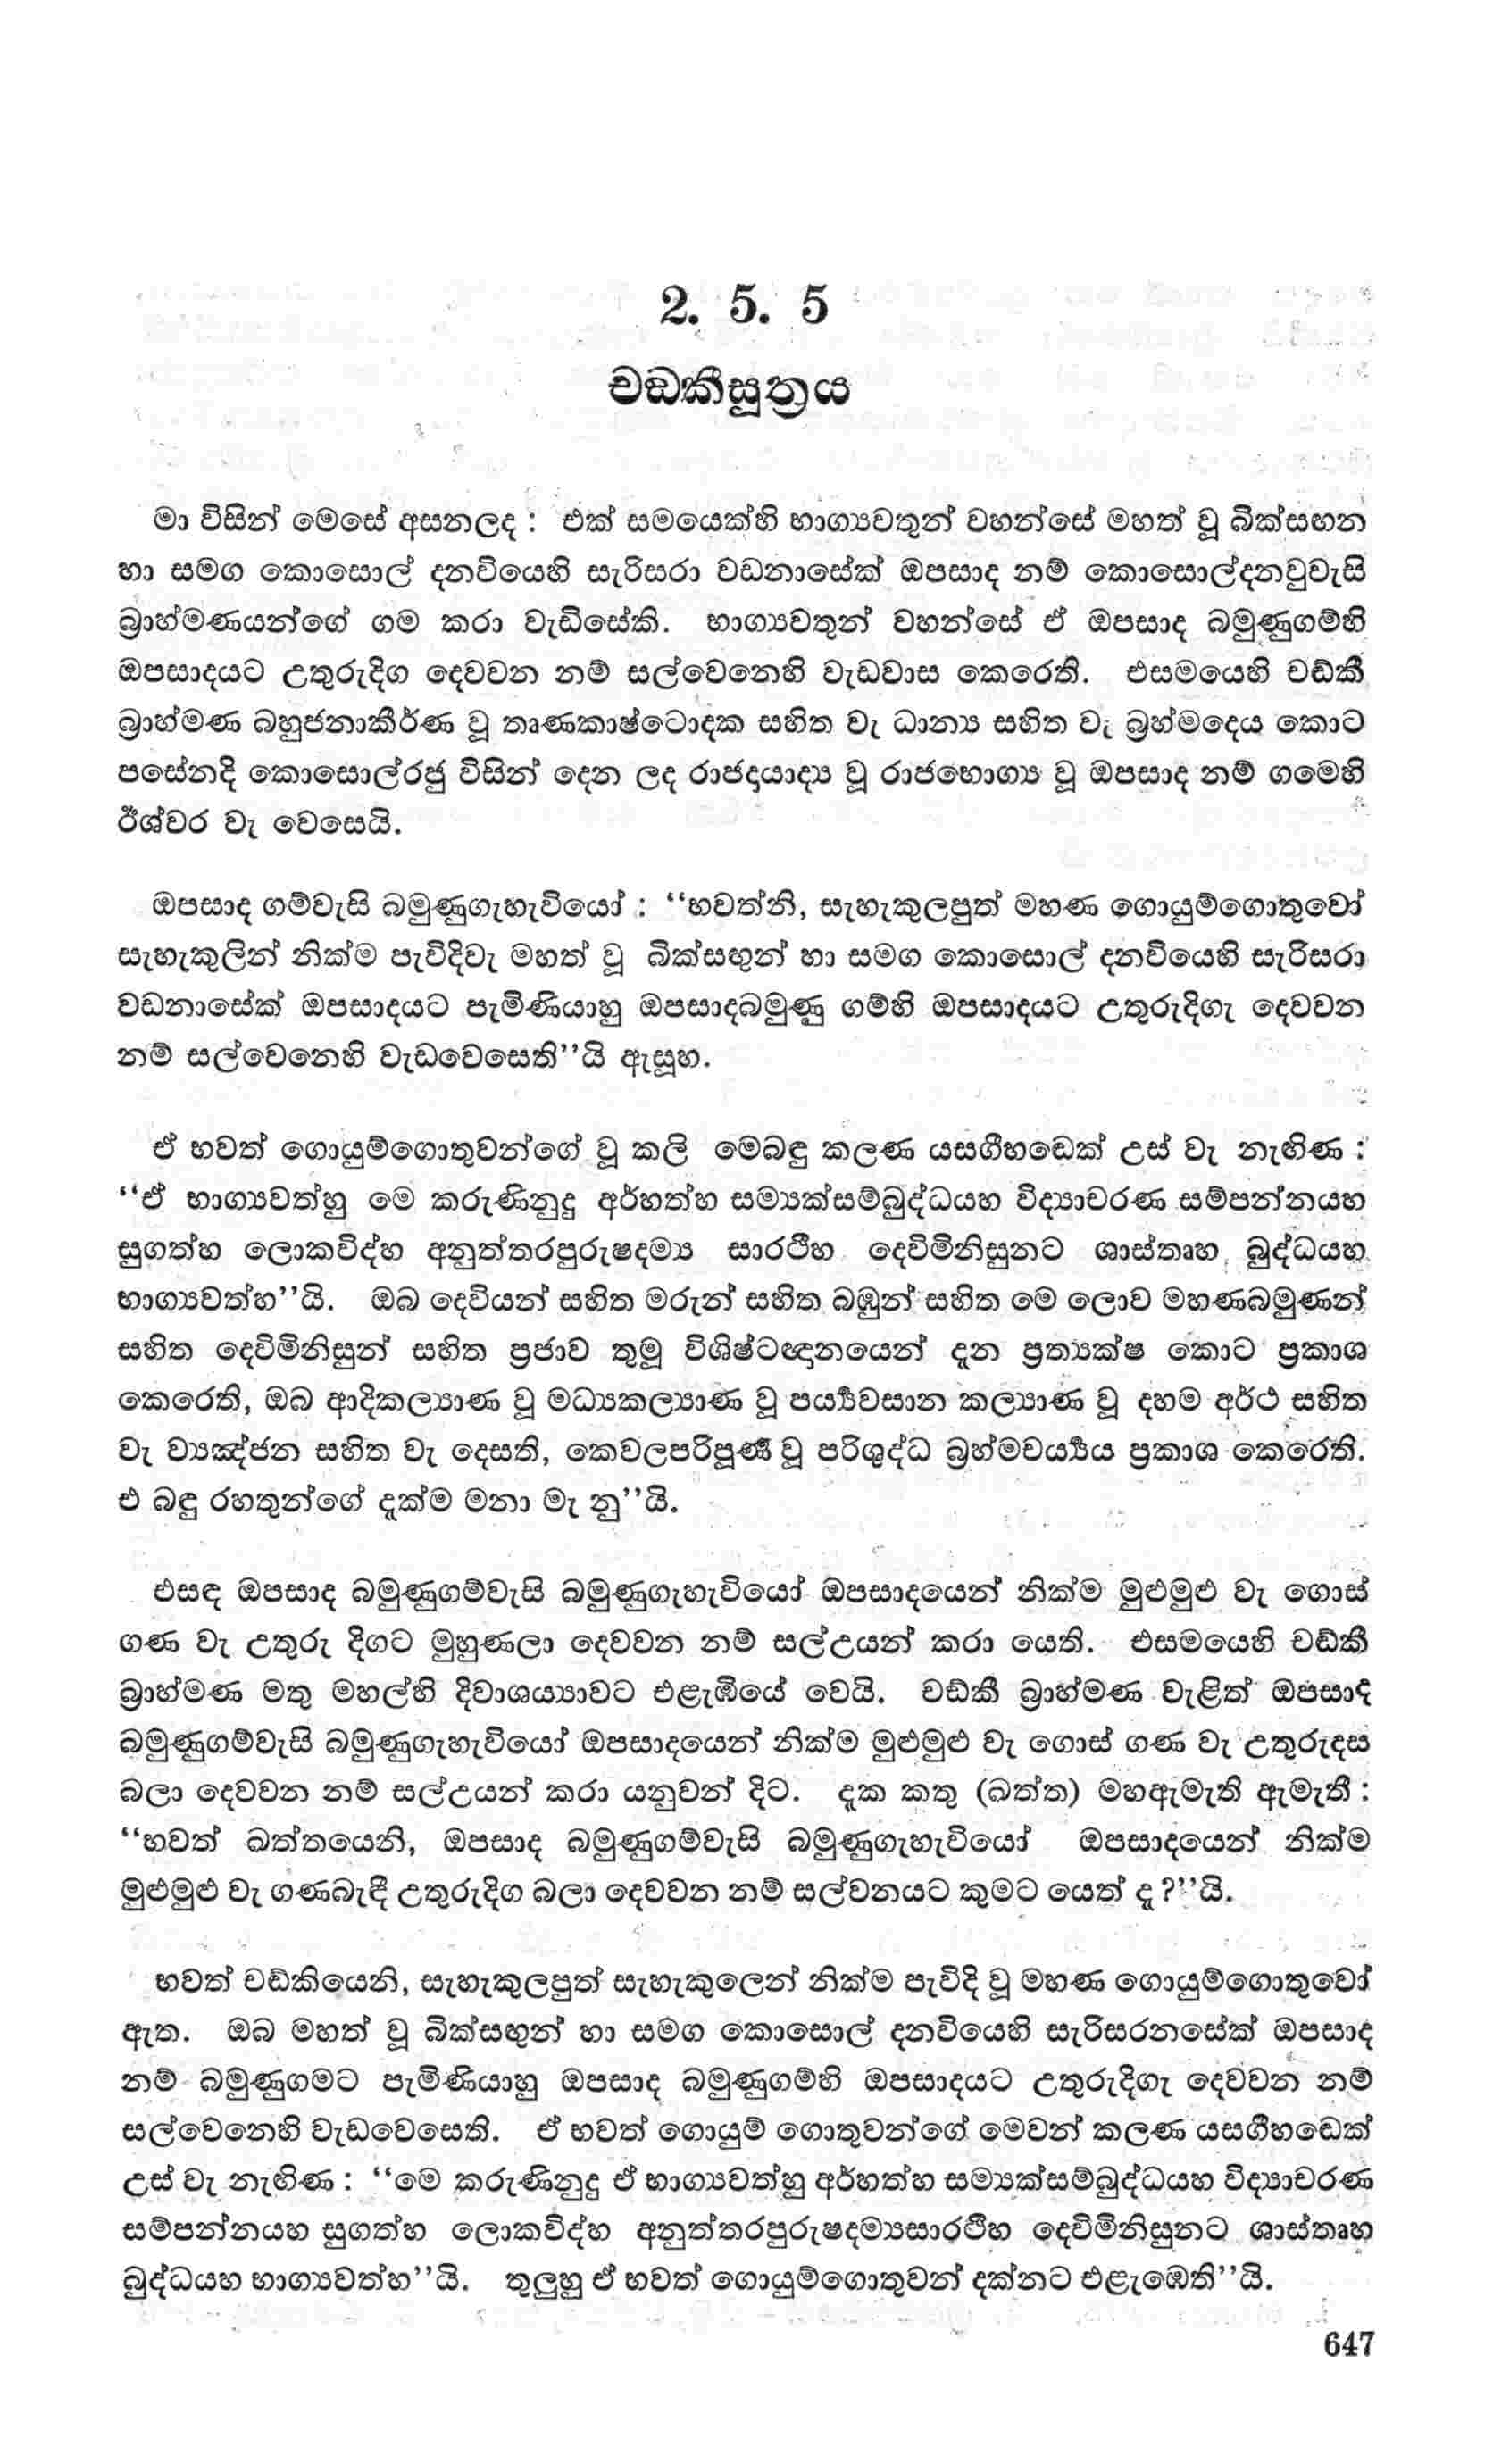 2. 5. 5
චඞකීසූත්‍රය
මා විසින් මෙසේ අසනලද : එක් සමයෙක්හි භාග්‍යවතුන් වහන්සේ මහත් වූ බික්සඟන
හා සමග කොසොල් දනවියෙහි සැරිසරා වඩනාසේක් ඔපසාද නම් කොසොල්දනවුවැසි
බ්‍රාහ්මණයන්ගේ ගම කරා වැඩිසේකි. භාග්‍යවතුන් වහන්සේ ඒ ඔපසාද බමුණුගම්හි
ඔපසාදයට උතුරුදිග දෙවවන නම් සල්වෙනෙහි වැඩවාස කෙරෙති. එසමයෙහි චඞ්කී
බ්‍රාහ්මණ බහුජනාකීර්ණ වූ තෘණකාෂ්ටොදක සහිත වැ ධාන්‍ය සහිත වැ බ්‍රහ්මදෙය කොට
පසේනදි කොසොල්රජු විසින් දෙන ලද රාජදායාද්‍ය වූ රාජභොග්‍ය වූ ඔපසාද නම් ගමෙහි
ඊශ්වර වැ වෙසෙයි.
ඔපසාද ගම්වැසි බමුණුගැහැවියෝ : “භවත්නි, සැහැකුලපුත් මහණ ගොයුම්ගොතුවෝ
සැහැකුලින් නික්ම පැවිදිවැ මහත් වූ බික්සඟුන් හා සමග කොසොල් දනවියෙහි සැරිසරා
වඩනාසේක් ඔපසාදයට පැමිණියාහු ඔපසාදබමුණු ගම්හි ඔපසාදයට උතුරුදිගැ දෙවවන
නම් සල්වෙනෙහි වැඩවෙසෙති”යි ඇසූහ.
ඒ භවත් ගොයුම්ගොතුවන්ගේ වූ කලි මෙබඳු කලණ යසගීහඬෙක් උස් වැ නැඟිණ :
“ඒ භාග්‍යවත්හු මෙ කරුණිනුදු අර්හත්හ සම්‍යක්සම්බුද්ධයහ විද්‍යාචරණ සම්පන්නයහ
සුගත්හ ලොකවිද්හ අනුත්තරපුරුෂදම්‍ය සාරථීහ දෙවිමිනිසුනට ශාස්තෘහ බුද්ධයහ
භාග්‍යවත්හ”යි. ඔබ දෙවියන් සහිත මරුන් සහිත බඹුන් සහිත මෙ ලොව මහණබමුණන්
සහිත දෙවිමිනිසුන් සහිත ප්‍රජාව තුමූ විශිෂ්ටඥානයෙන් දැන ප්‍රත්‍යක්ෂ කොට ප්‍රකාශ
කෙරෙති, ඔබ ආදිකල්‍යාණ වූ මධ්‍යකල්‍යාණ වූ පර්‍ය්‍යවසාන කල්‍යාණ වූ දහම අර්ථ සහිත
වැ ව්‍යඤ්ජන සහිත වැ දෙසති, කෙවලපරිපූර්‍ණ වූ පරිශුද්ධ බ්‍රහ්මචර්‍ය්‍යය ප්‍රකාශ කෙරෙති.
එ බඳු රහතුන්ගේ දැක්ම මනා මැ නු”යි.
එසඳ ඔපසාද බමුණුගම්වැසි බමුණුගැහැවියෝ ඔපසාදයෙන් නික්ම මුළුමුළු වැ ගොස්
ගණ වැ උතුරු දිගට මුහුණලා දෙවවන නම් සල්උයන් කරා යෙති. එසමයෙහි චඞ්කී
බ්‍රාහ්මණ මතු මහල්හි දිවාශය්‍යාවට එළැඹියේ වෙයි. චඞ්කී බ්‍රාහ්මණ වැළිත් ඔපසාද
බමුණුගම්වැසි බමුණුගැහැවියෝ ඔපසාදයෙන් නික්ම මුළුමුළු වැ ගොස් ගණ වැ උතුරුදස
බලා දෙවවන නම් සල්උයන් කරා යනුවන් දිට. දැක කතු (ඛත්ත) මහඇමැති ඇමැතී :
“භවත් ඛත්තයෙනි, ඔපසාද බමුණුගම්වැසි බමුණුගැහැවියෝ ඔපසාදයෙන් නික්ම
මුළුමුළු වැ ගණබැඳී උතුරුදිග බලා දෙවවන නම් සල්වනයට කුමට යෙත් දැ ?”යි.
භවත් චඞ්කියෙනි, සැහැකුලපුත් සැහැකුලෙන් නික්ම පැවිදි වූ මහණ ගොයුම්ගොතුවෝ
ඇත. ඔබ මහත් වූ බික්සඟුන් හා සමග කොසොල් දනවියෙහි සැරිසරනසේක් ඔපසාද
නම් බමුණුගමට පැමිණියාහු ඔපසාද බමුණුගම්හි ඔපසාදයට උතුරුදිගැ දෙවවන නම්
සල්වෙනෙහි වැඩවෙසෙති. ඒ භවත් ගොයුම් ගොතුවන්ගේ මෙවන් කලණ යසගීහඬෙක්
උස් වැ නැඟිණ : “මෙ කරුණිනුදු ඒ භාග්‍යවත්හු අර්හත්හ සම්‍යක්සම්බුද්ධයහ විද්‍යාචරණ
සම්පන්නයහ සුගත්හ ලොකවිද්හ අනුත්තරපුරුෂදම්‍යසාරථීහ දෙවිමිනිසුනට ශාස්තෘහ
බුද්ධයහ භාග්‍යවත්හ”යි. තුලූහු ඒ භවත් ගොයුම්ගොතුවන් දක්නට එළැඹෙති”යි.
647